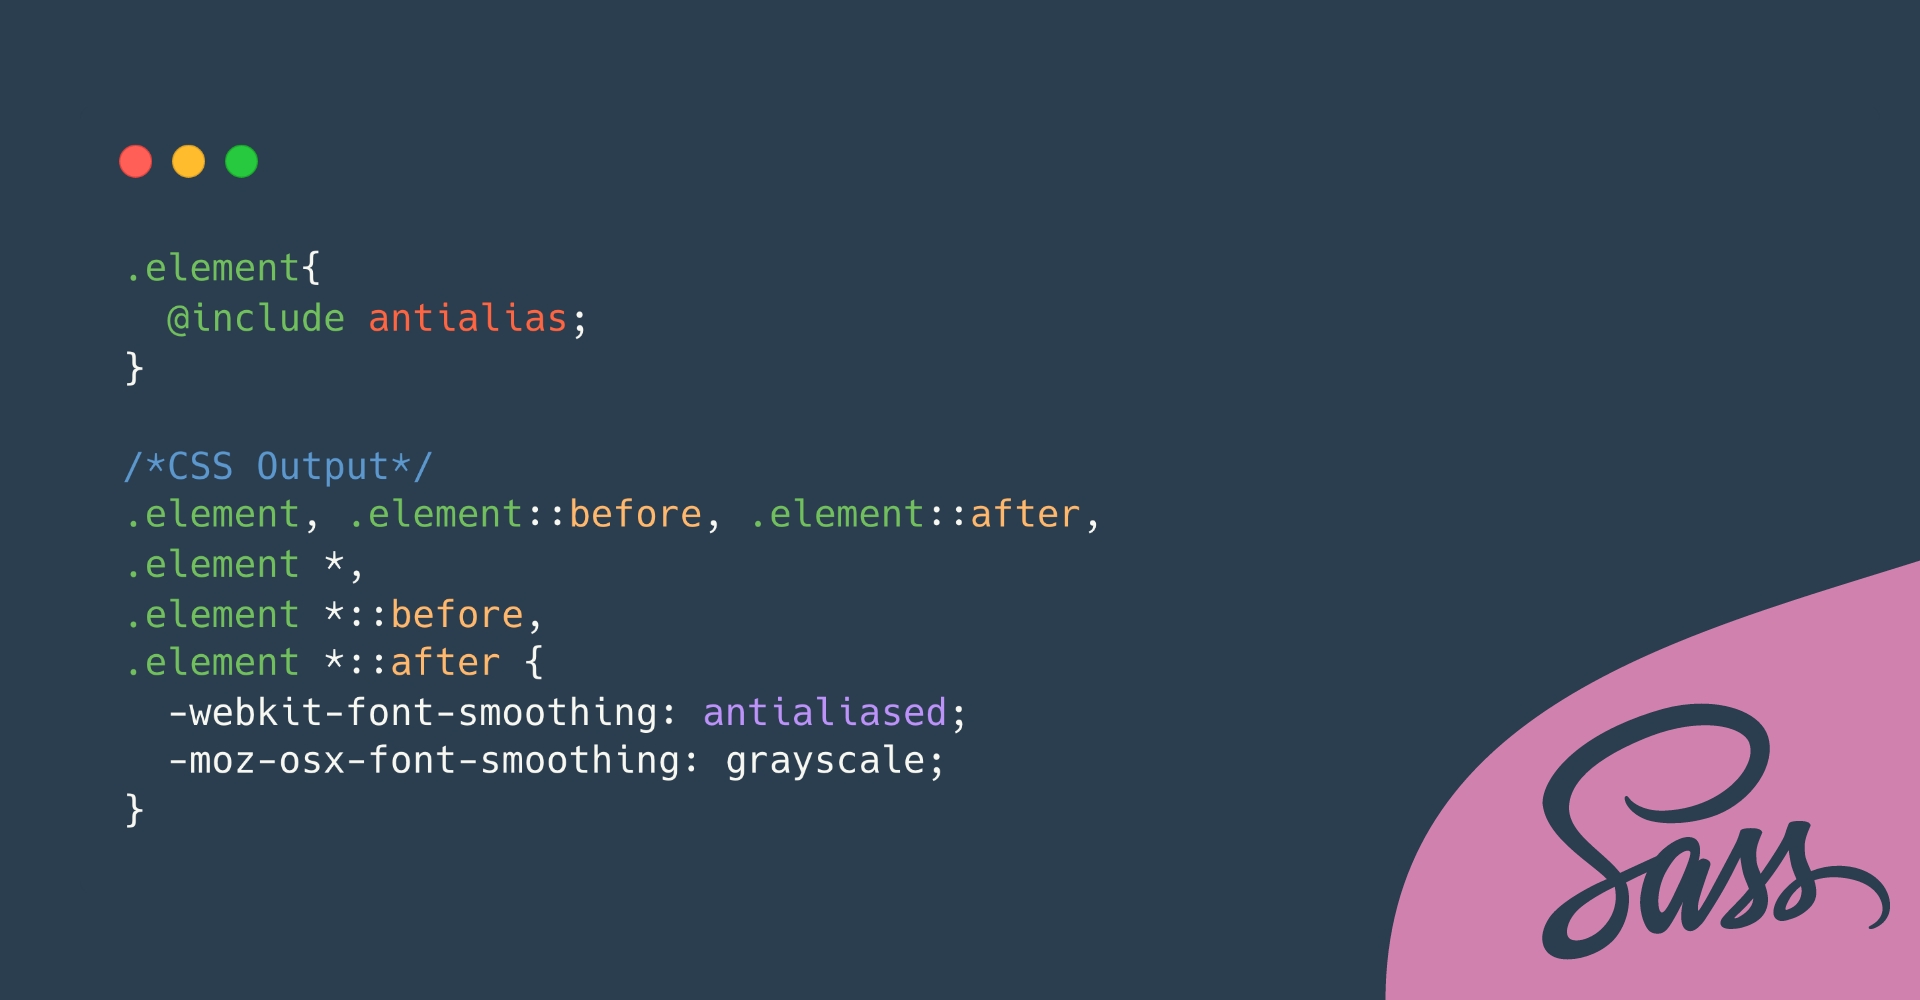 .element{
  @include antialias;
}

/*CSS Output*/
.element, .element::before, .element::after,
.element *,
.element *::before,
.element *::after {
  -webkit-font-smoothing: antialiased;
  -moz-osx-font-smoothing: grayscale;
}
Sass